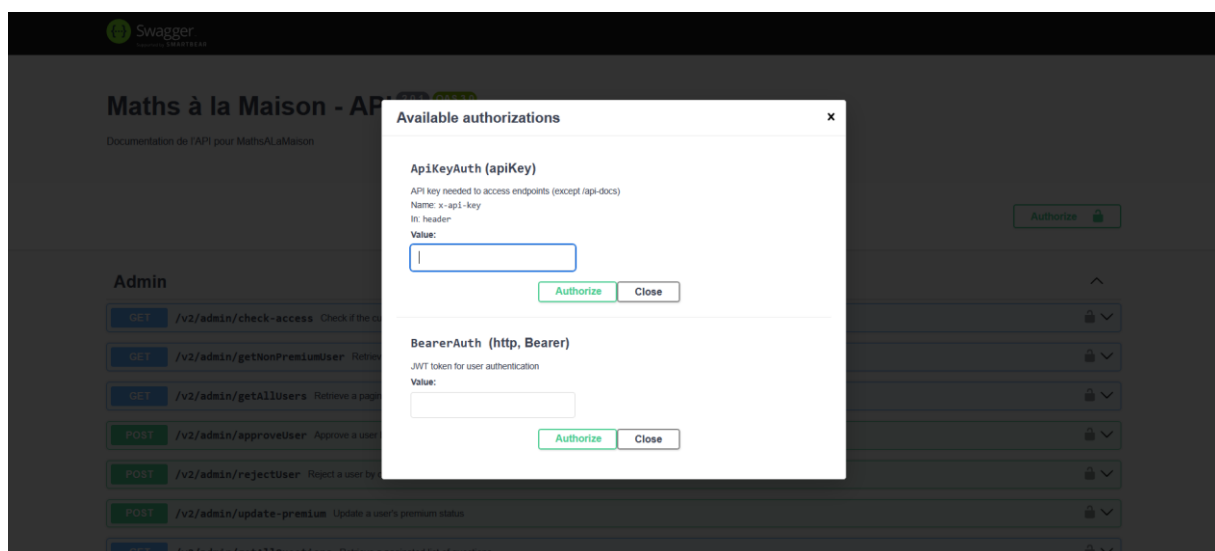 Swagger
SMARTBEAR
Maths à la Maison - AP
Documentation de l'API pour MathsALaMaison
Authorize
Available authorizations
x
ApiKeyAuth (apiKey)
API key needed to access endpoints (except /api-docs)
Name: x-api-key
In: header
Value:
Authorize Close
BearerAuth (http, Bearer)
JWT token for user authentication
Value:
Authorize Close
Admin
GET /v2/admin/check-access Check if the cu
GET /v2/admin/getNonPremiumUser Retriev
GET /v2/admin/getAllUsers Retrieve a pagin
POST /v2/admin/approveUser Approve a user
POST /v2/admin/rejectUser Reject a user by
POST /v2/admin/update-premium Update a user's premium status